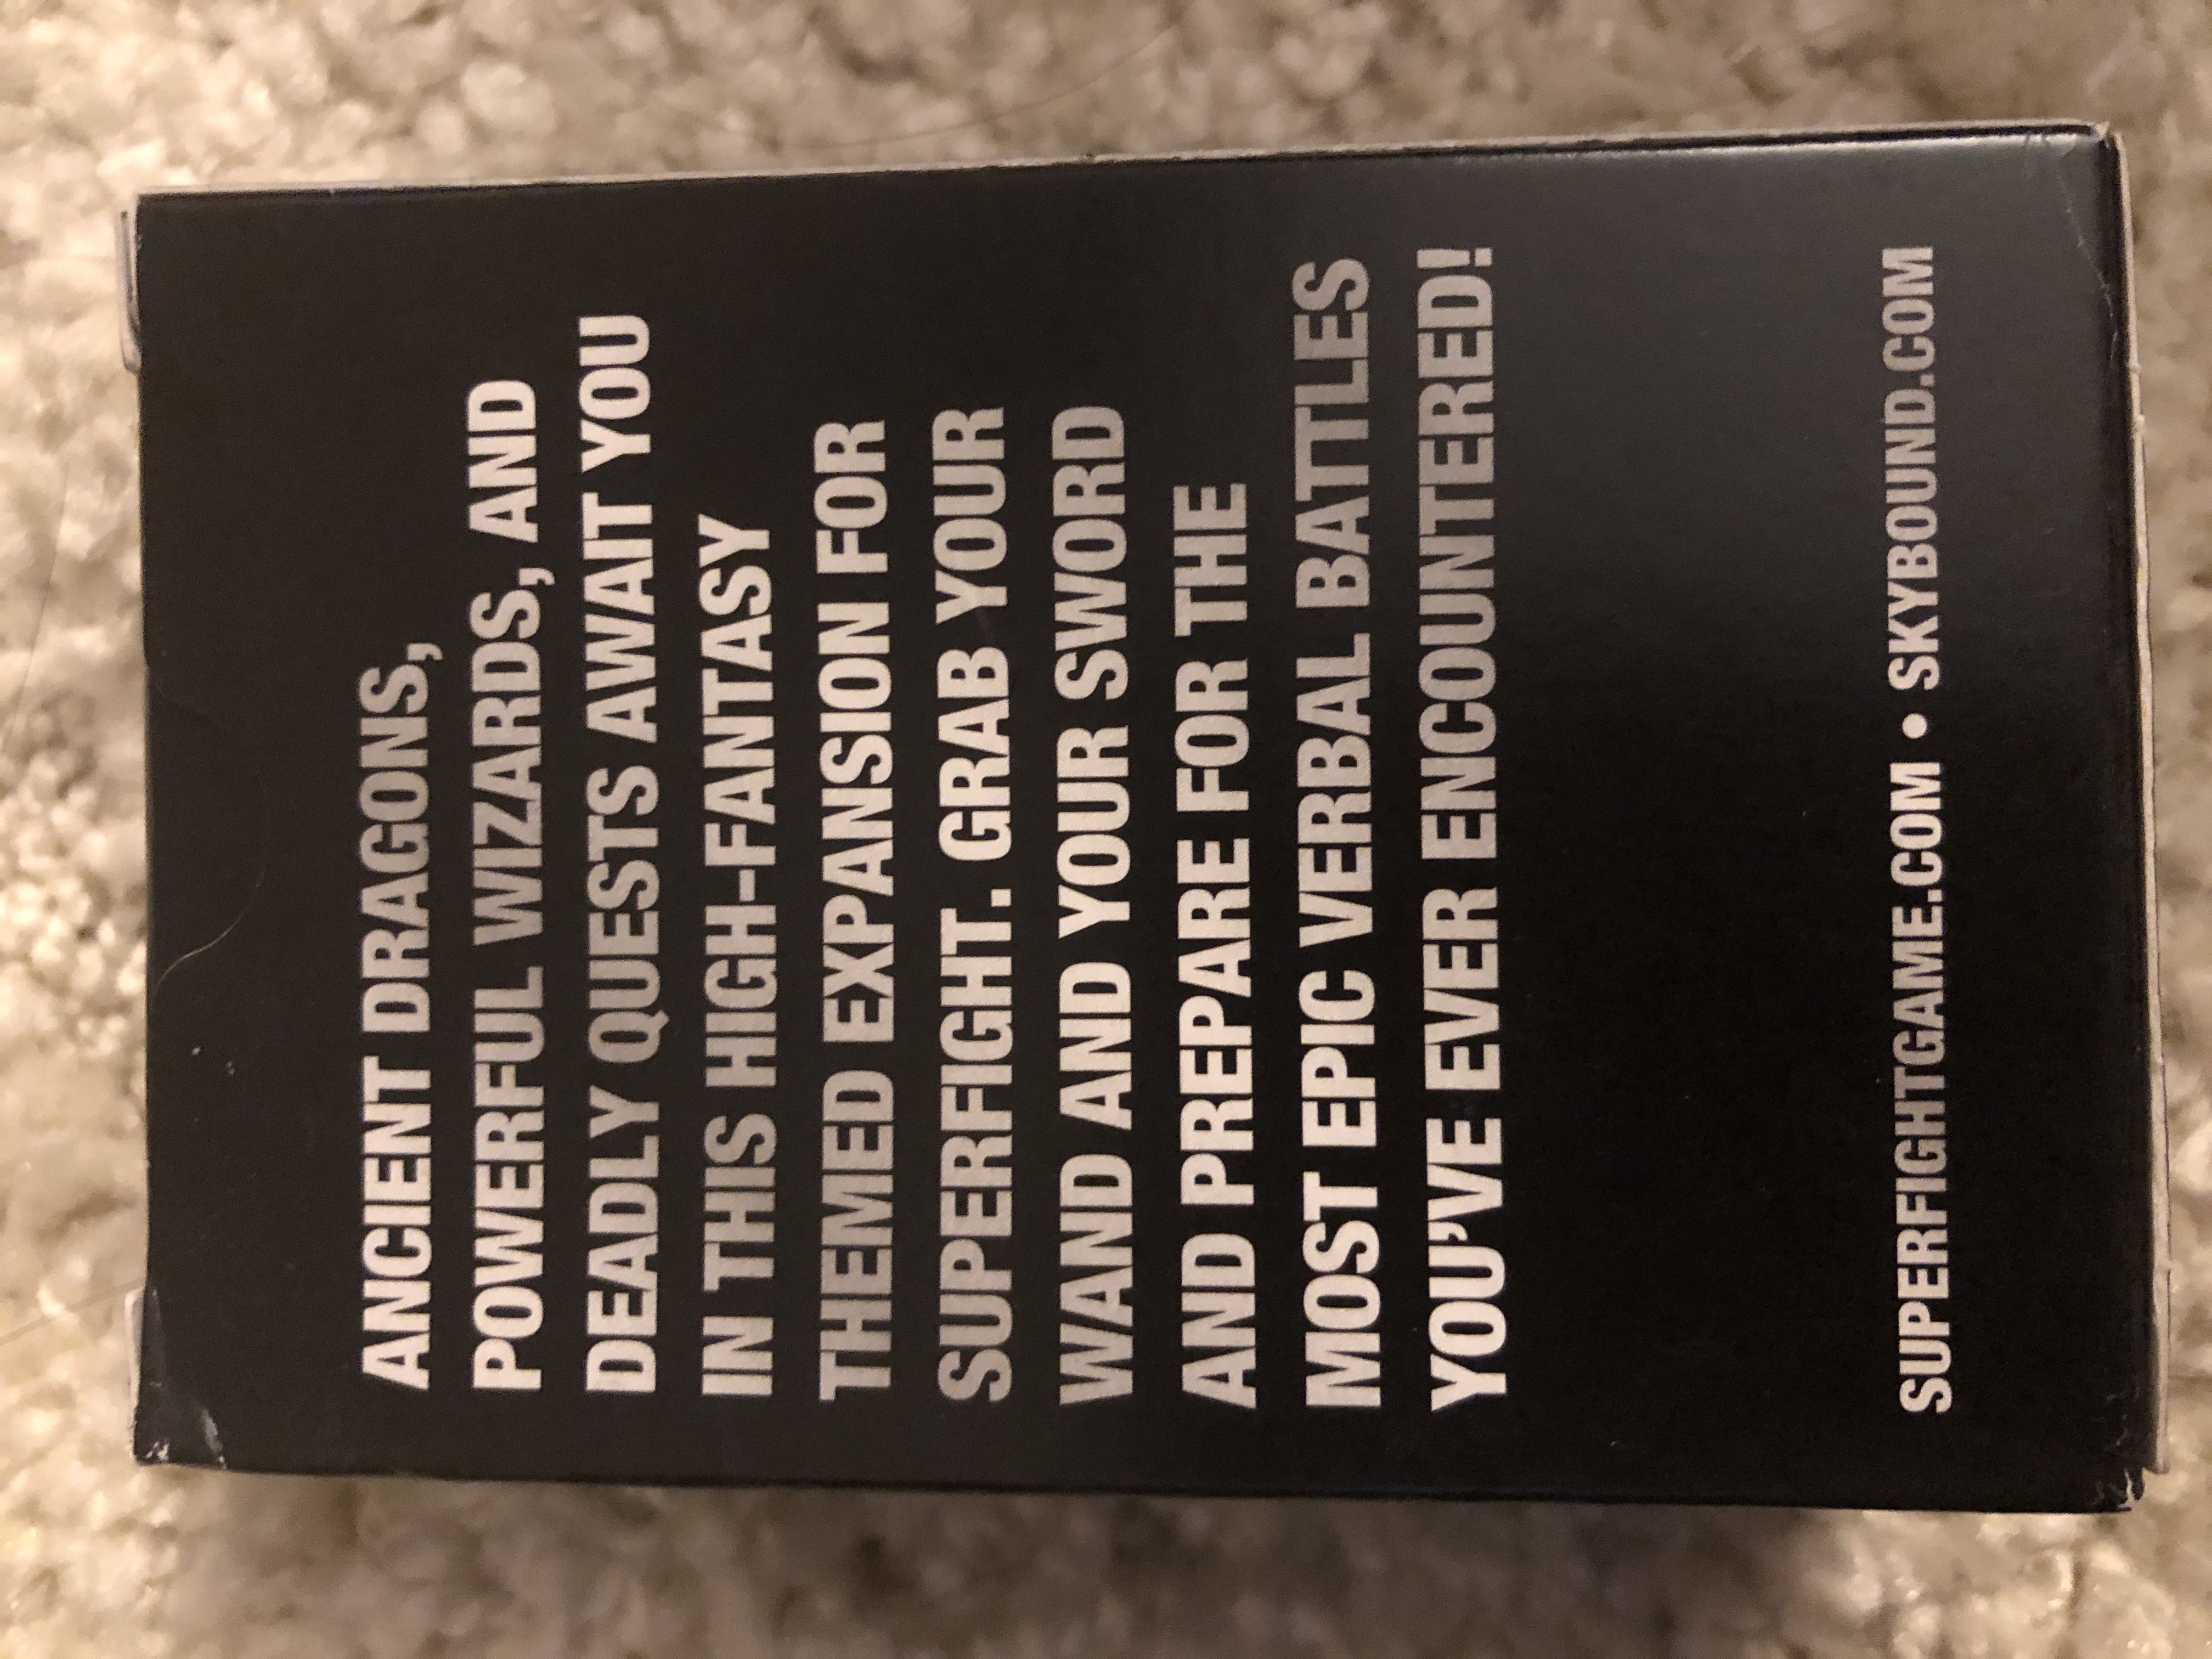 ANCIENT DRAGONS,
POWERFUL WIZARDS, AND
DEADLY QUESTS AWAIT YOU
IN THIS HIGH-FANTASY
THEMED EXPANSION FOR
SUPERFIGHT. GRAB YOUR
WAND AND YOUR SWORD
AND PREPARE FOR THE
MOST EPIC VERBAL BATTLES
YOU'VE EVER ENCOUNTERED!
SUPERFIGHTGAME.COM • SKYBOUND.COM